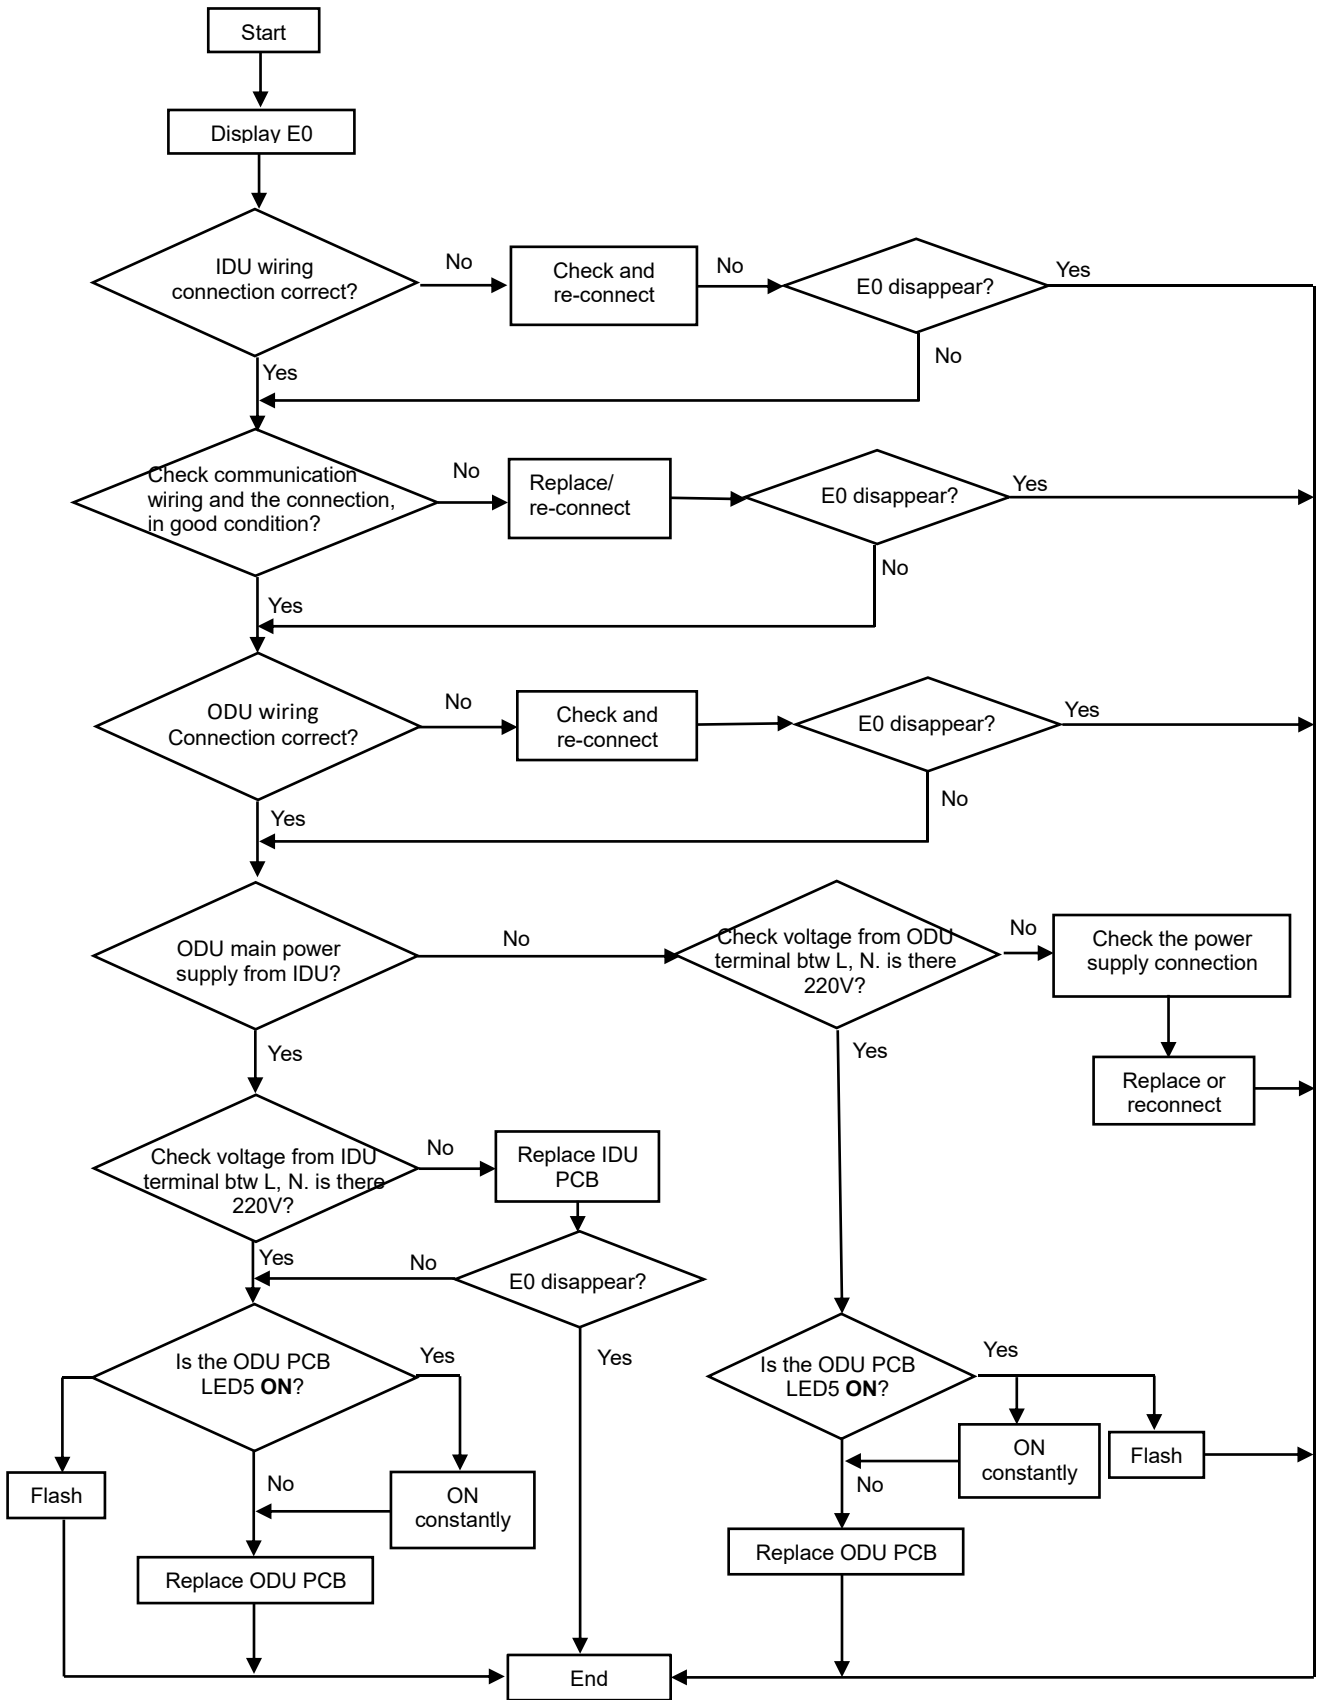 Start
Display E0
IDU wiring
connection correct?
No
Check and
re-connect
No
E0 disappear?
Yes
No
Yes
Check communication
wiring and the connection,
in good condition?
No
Replace/
re-connect
E0 disappear?
Yes
No
Yes
ODU wiring
Connection correct?
No
Check and
re-connect
E0 disappear?
Yes
No
Yes
ODU main power
supply from IDU?
No
Check voltage from ODU
terminal btw L, N. is there
220V?
No
Check the power
supply connection
Yes
Yes
Replace or
reconnect
Check voltage from IDU
terminal btw L, N. is there
220V?
No
Replace IDU
PCB
Yes
No
E0 disappear?
Yes
Is the ODU PCB
LED5 ON?
Yes
Is the ODU PCB
LED5 ON?
Yes
Flash
No
ON
constantly
No
ON
constantly
Flash
Replace ODU PCB
Replace ODU PCB
End